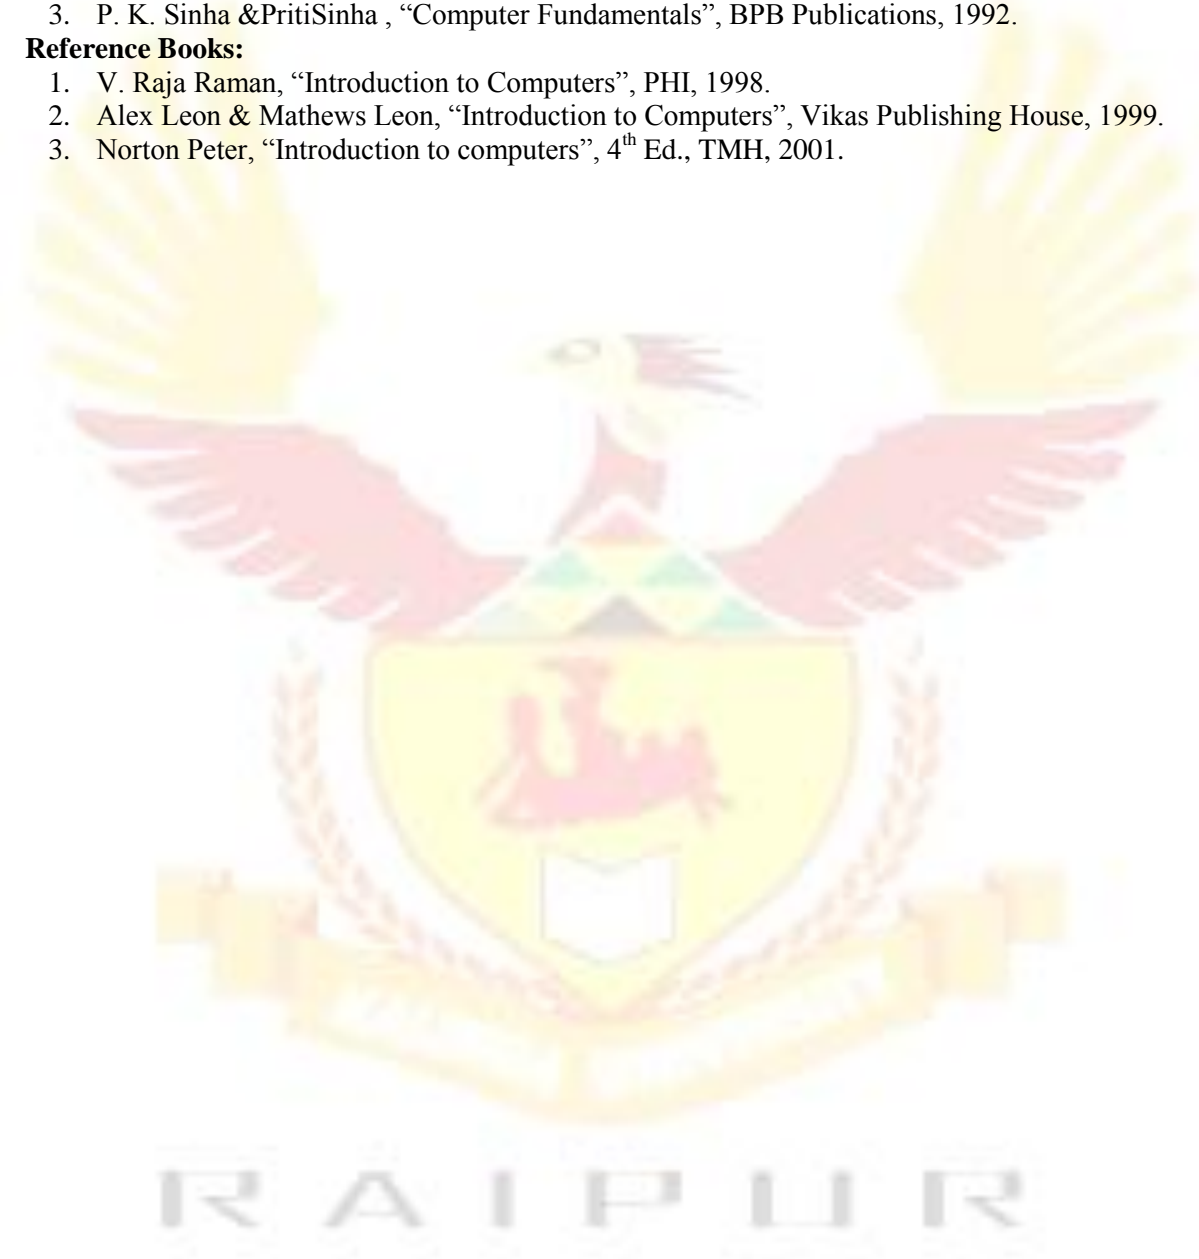 3. P. K. Sinha &PritiSinha , “Computer Fundamentals”, BPB Publications, 1992.
Reference Books:
1. V. Raja Raman, “Introduction to Computers”, PHI, 1998.
2. Alex Leon & Mathews Leon, “Introduction to Computers”, Vikas Publishing House, 1999.
3. Norton Peter, “Introduction to computers”, 4th Ed., TMH, 2001.
RAIPUR